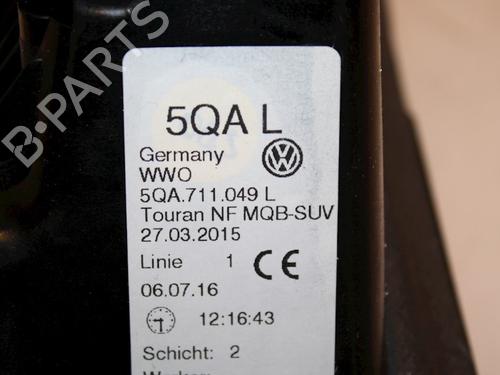 B-PARTS
5QA L
Germany
WWO
5QA.711.049 L
Touran NF MQB-SUV
27.03.2015
Linie 1 CE
06.07.16
12:16:43
Schicht: 2